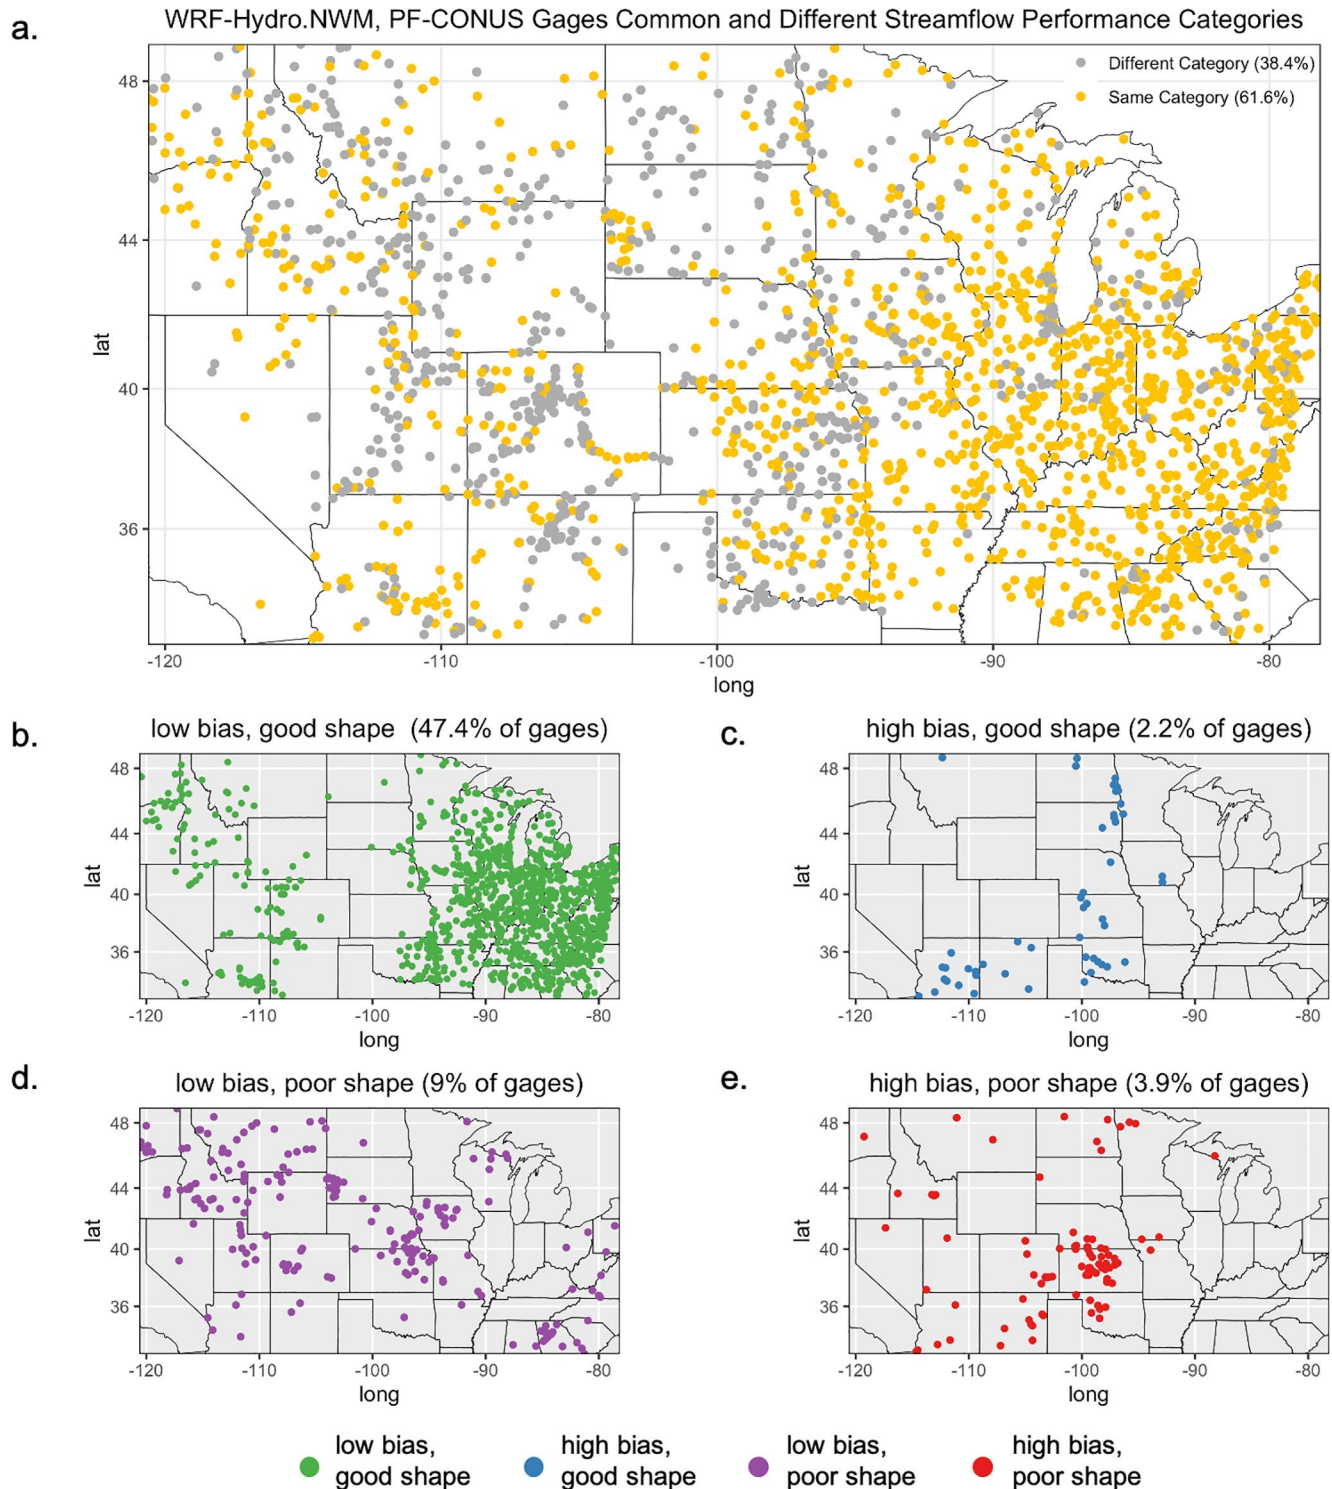 a.
WRF-Hydro.NWM, PF-CONUS Gages Common and Different Streamflow Performance Categories
Different Category (38.4%)
Same Category (61.6%)
48
44
40
36
lat
-120
-110
-100
-90
-80
long
b.
low bias, good shape (47.4% of gages)
48
44
40
36
lat
-120
-110
-100
-90
-80
long
c.
high bias, good shape (2.2% of gages)
48
44
40
36
lat
-120
-110
-100
-90
-80
long
d.
low bias, poor shape (9% of gages)
48
44
40
36
lat
-120
-110
-100
-90
-80
long
e.
high bias, poor shape (3.9% of gages)
48
44
40
36
lat
-120
-110
-100
-90
-80
long
low bias,
good shape
high bias,
good shape
low bias,
poor shape
high bias,
poor shape